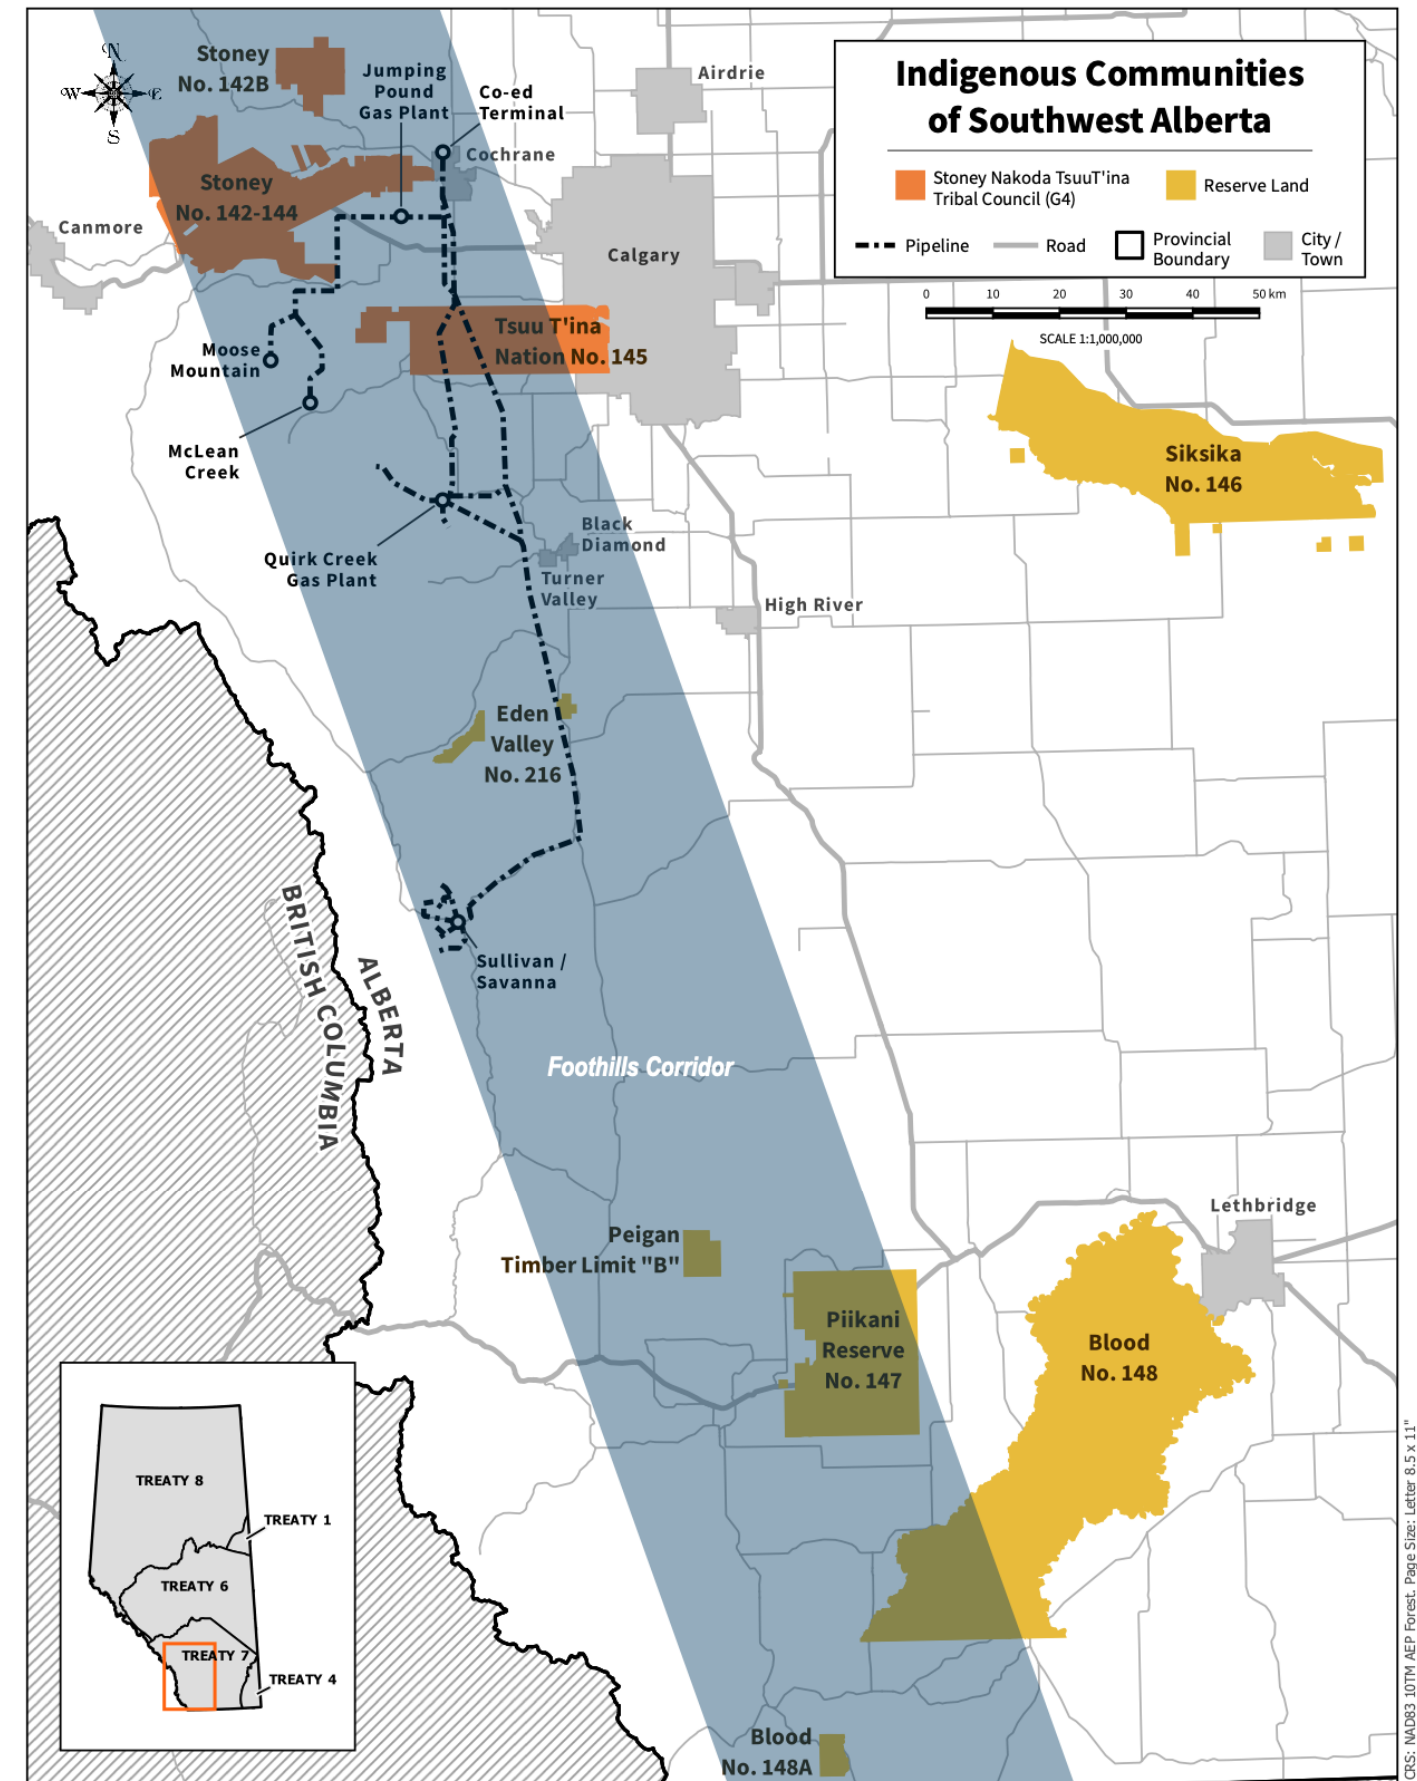 Indigenous Communities
of Southwest Alberta
Stoney Nakoda TsuuT'ina
Tribal Council (G4)
Reserve Land
Pipeline
Road
Provincial
Boundary
City /
Town
0 10 20 30 40 50 km
SCALE 1:1,000,000
N
W E
S
Stoney
No. 142B
Jumping
Pound
Gas Plant
Co-ed
Terminal
Airdrie
Cochrane
Stoney
No. 142-144
Canmore
Calgary
Tsuu T'ina
Nation No. 145
Moose
Mountain
McLean
Creek
Siksika
No. 146
Quirk Creek
Gas Plant
Black
Diamond
Turner
Valley
High River
Eden
Valley
No. 216
BRITISH COLUMBIA
ALBERTA
Sullivan /
Savanna
Foothills Corridor
Lethbridge
Peigan
Timber Limit "B"
Piikani
Reserve
No. 147
Blood
No. 148
TREATY 8
TREATY 1
TREATY 6
TREATY 7
TREATY 4
Blood
No. 148A
CRS: NAD83 10TM AEP Forest. Page Size: Letter 8.5 x 11"